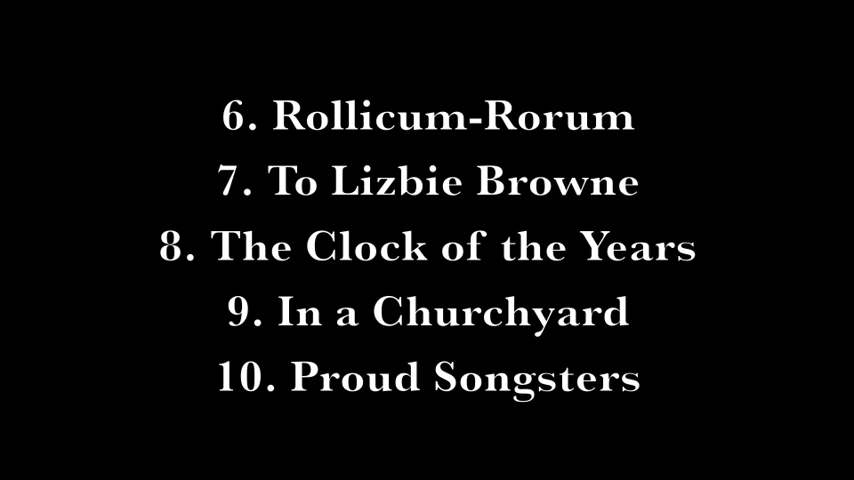 6. Rollicum-Rorum
7. To Lizbie Browne
8. The Clock of the Years
9. In a Churchyard
10. Proud Songsters